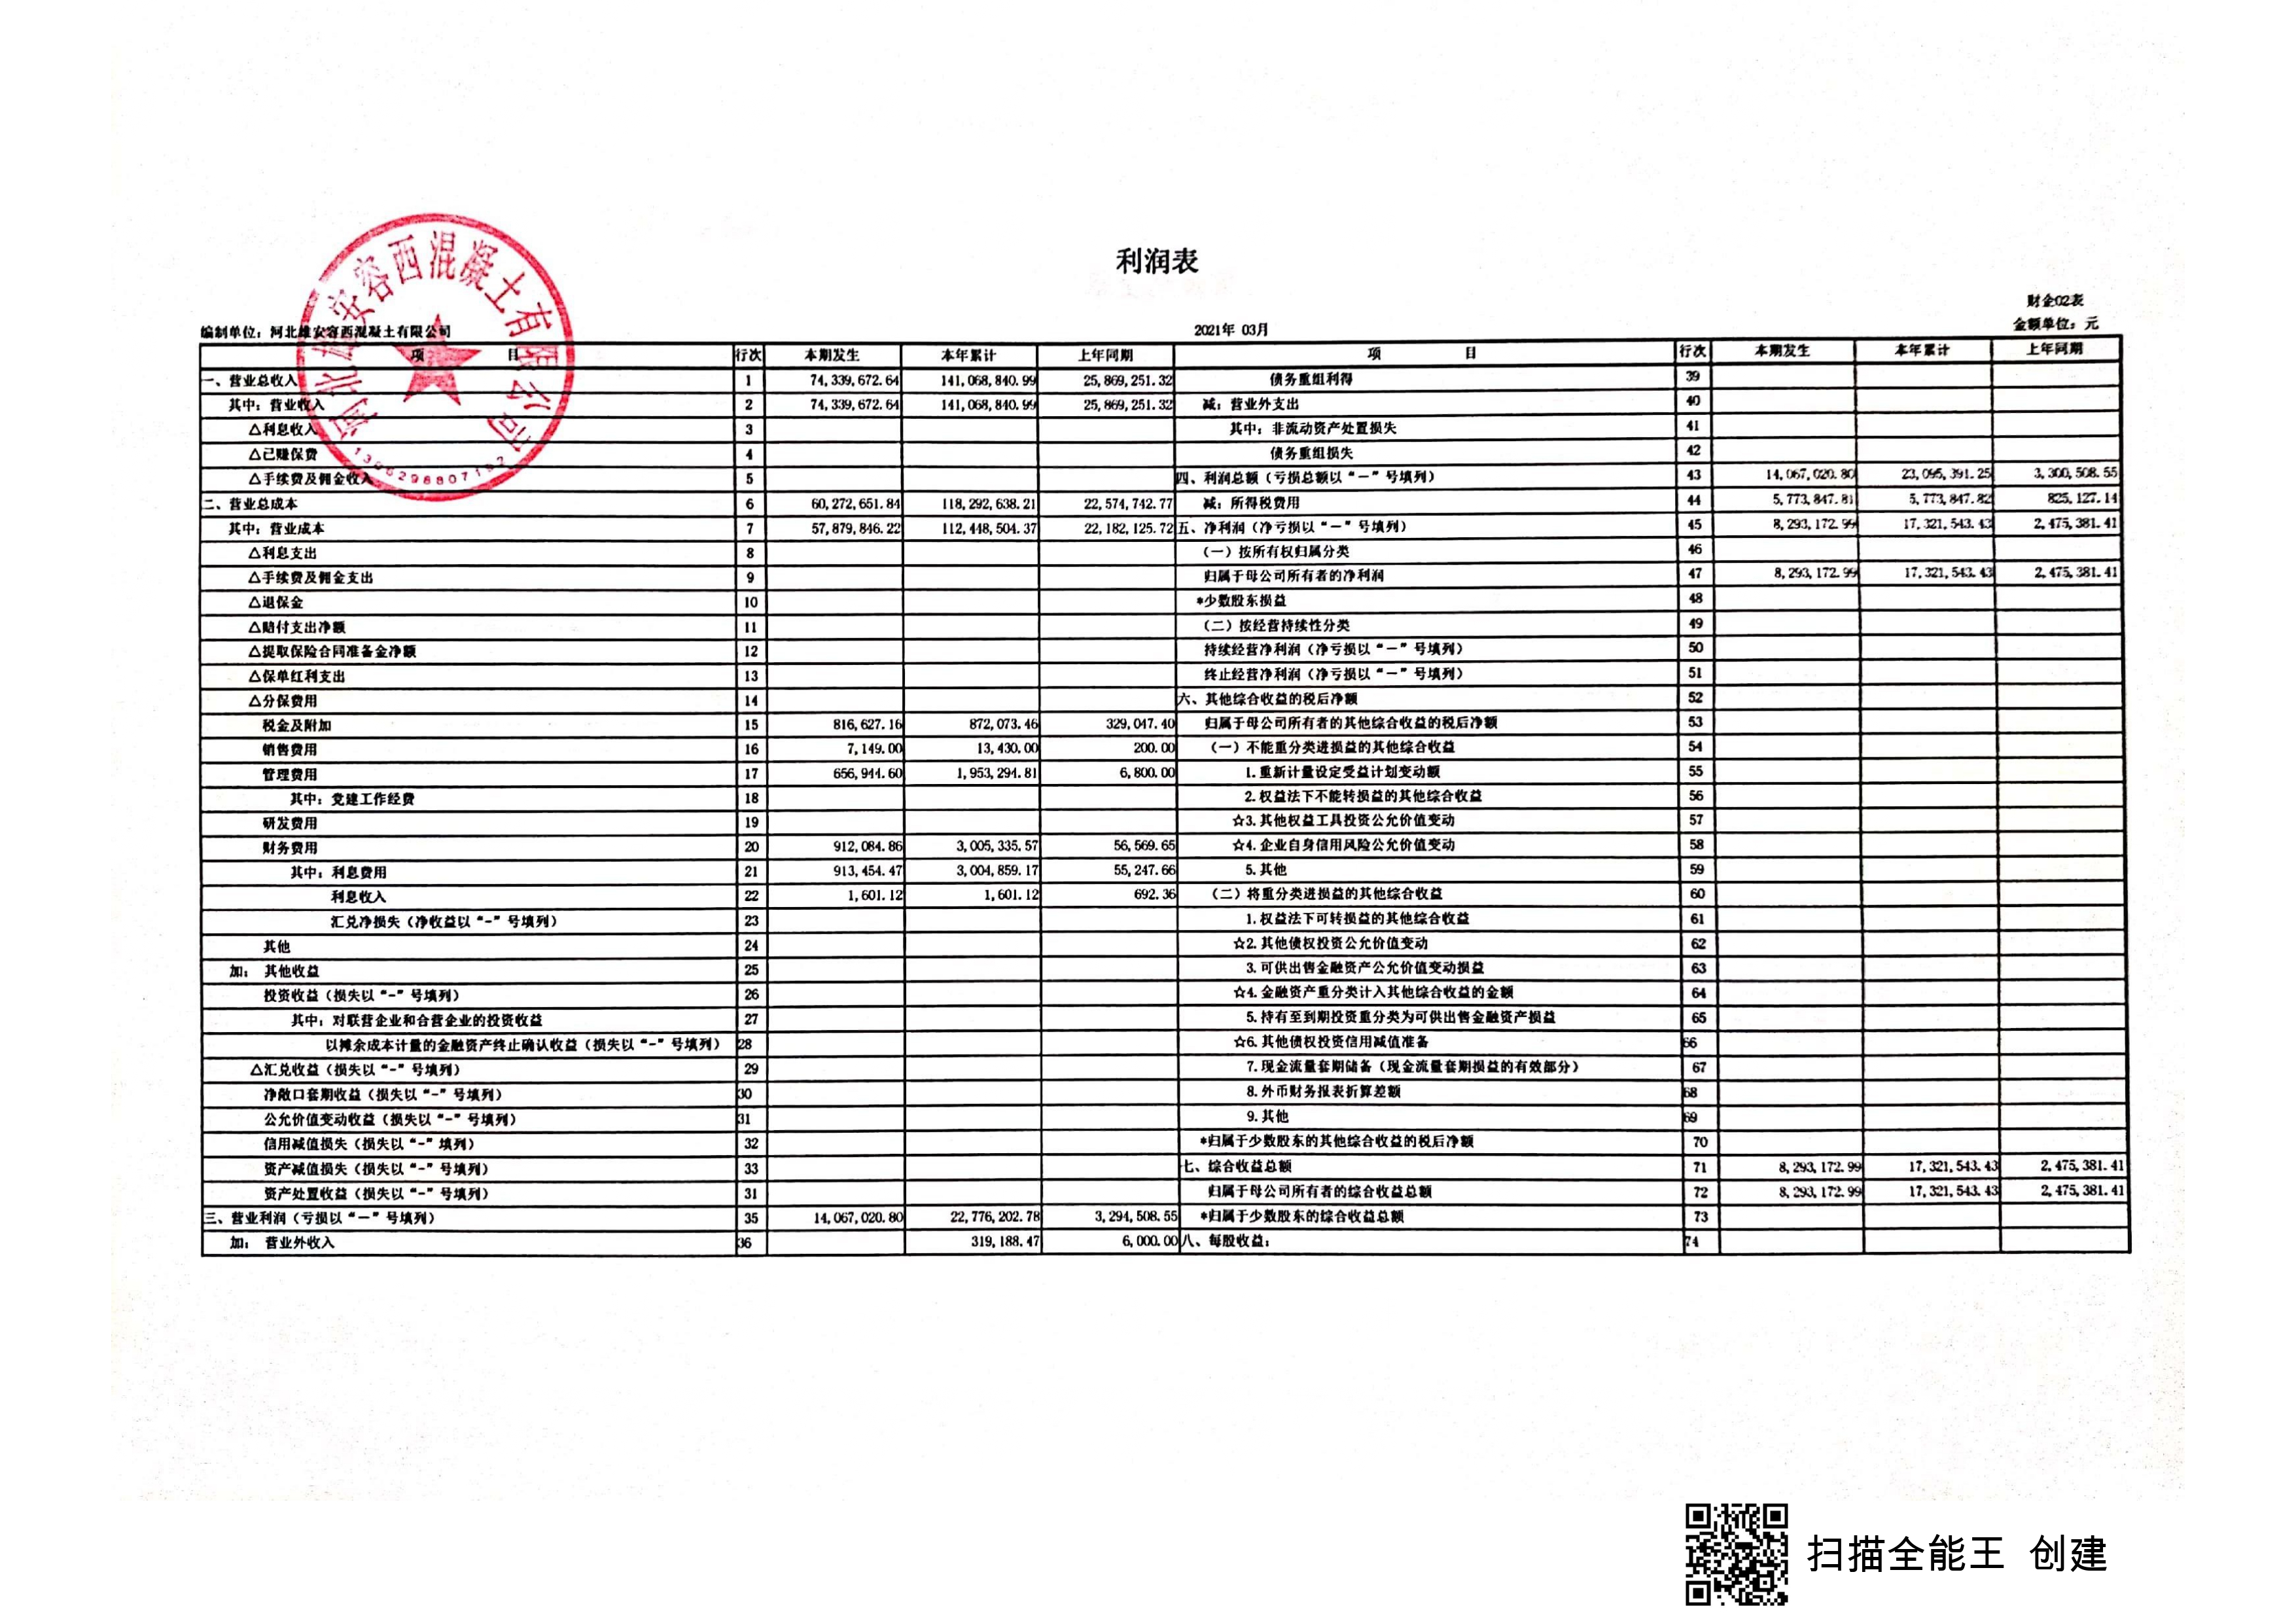 河北雄安容西混凝土有限公司
利润表
财金02表
编制单位：河北雄安容西混凝土有限公司 2021年 03月 金额单位：元
项 目 行次 本期发生 本年累计 上年同期 项 目 行次 本期发生 本年累计 上年同期
一、营业总收入 1 74,339,672.64 141,068,840.99 25,869,251.32 债务重组利得 39
其中：营业收入 2 74,339,672.64 141,068,840.99 25,869,251.32 减：营业外支出 40
△利息收入 3 其中：非流动资产处置损失 41
△已赚保费 4 债务重组损失 42
△手续费及佣金收入 5 四、利润总额（亏损总额以“—”号填列） 43 14,067,020.80 23,095,391.25 3,300,508.55
二、营业总成本 6 60,272,651.84 118,292,638.21 22,574,742.77 减：所得税费用 44 5,773,847.81 5,773,847.82 825,127.14
其中：营业成本 7 57,879,846.22 112,448,504.37 22,182,125.72 五、净利润（净亏损以“—”号填列） 45 8,293,172.99 17,321,543.43 2,475,381.41
△利息支出 8 （一）按所有权归属分类 46
△手续费及佣金支出 9 归属于母公司所有者的净利润 47 8,293,172.99 17,321,543.43 2,475,381.41
△退保金 10 *少数股东损益 48
△赔付支出净额 11 （二）按经营持续性分类 49
△提取保险合同准备金净额 12 持续经营净利润（净亏损以“—”号填列） 50
△保单红利支出 13 终止经营净利润（净亏损以“—”号填列） 51
△分保费用 14 六、其他综合收益的税后净额 52
税金及附加 15 816,627.16 872,073.46 329,047.40 归属于母公司所有者的其他综合收益的税后净额 53
销售费用 16 7,149.00 13,430.00 200.00 （一）不能重分类进损益的其他综合收益 54
管理费用 17 656,944.60 1,953,294.81 6,800.00 1.重新计量设定受益计划变动额 55
其中：党建工作经费 18 2.权益法下不能转损益的其他综合收益 56
研发费用 19 ☆3.其他权益工具投资公允价值变动 57
财务费用 20 912,084.86 3,005,335.57 56,569.65 ☆4.企业自身信用风险公允价值变动 58
其中：利息费用 21 913,454.47 3,004,859.17 55,247.66 5.其他 59
利息收入 22 1,601.12 1,601.12 692.36 （二）将重分类进损益的其他综合收益 60
汇兑净损失（净收益以“-”号填列） 23 1.权益法下可转损益的其他综合收益 61
其他 24 ☆2.其他债权投资公允价值变动 62
加：其他收益 25 3.可供出售金融资产公允价值变动损益 63
投资收益（损失以“-”号填列） 26 ☆4.金融资产重分类计入其他综合收益的金额 64
其中：对联营企业和合营企业的投资收益 27 5.持有至到期投资重分类为可供出售金融资产损益 65
以摊余成本计量的金融资产终止确认收益（损失以“-”号填列） 28 ☆6.其他债权投资信用减值准备 66
△汇兑收益（损失以“-”号填列） 29 7.现金流量套期储备（现金流量套期损益的有效部分） 67
净敞口套期收益（损失以“-”号填列） 30 8.外币财务报表折算差额 68
公允价值变动收益（损失以“-”号填列） 31 9.其他 69
信用减值损失（损失以“-”填列） 32 *归属于少数股东的其他综合收益的税后净额 70
资产减值损失（损失以“-”号填列） 33 七、综合收益总额 71 8,293,172.99 17,321,543.43 2,475,381.41
资产处置收益（损失以“-”号填列） 34 归属于母公司所有者的综合收益总额 72 8,293,172.99 17,321,543.43 2,475,381.41
三、营业利润（亏损以“—”号填列） 35 14,067,020.80 22,776,202.78 3,294,508.55 *归属于少数股东的综合收益总额 73
加：营业外收入 36 319,188.47 6,000.00 八、每股收益： 74
扫描全能王 创建